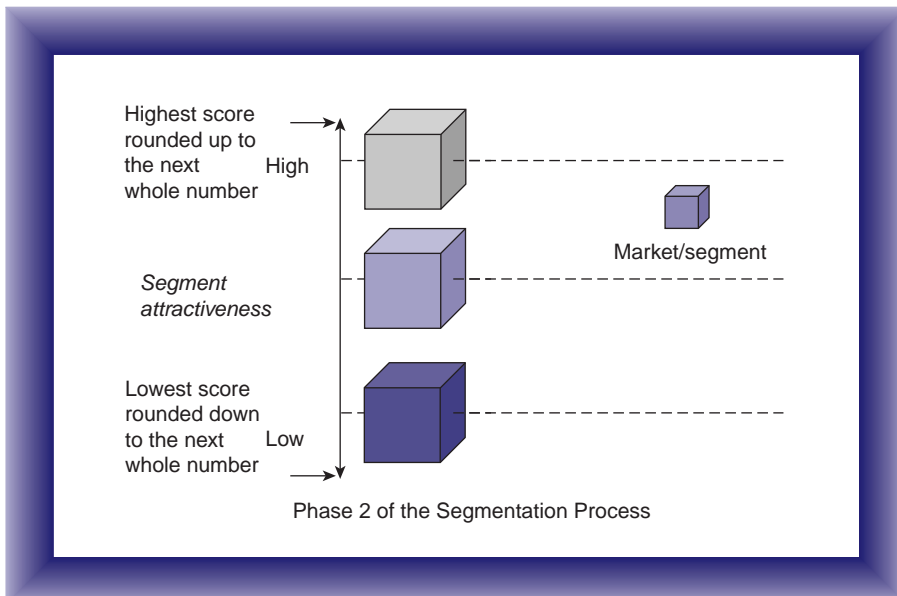 Highest score
rounded up to
the next
whole number
High
Market/segment
Segment
attractiveness
Lowest score
rounded down
to the next
whole number
Low
Phase 2 of the Segmentation Process